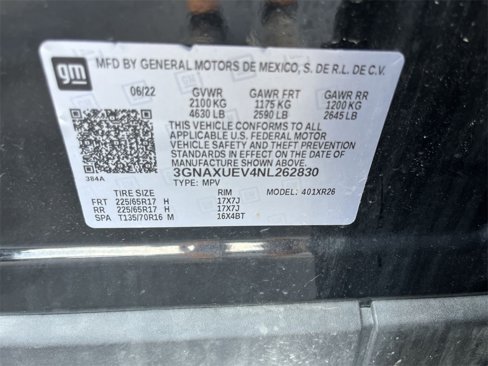 gm MFD BY GENERAL MOTORS DE MEXICO, S. DE R.L. DE C.V.
06/22 GVWR GAWR FRT GAWR RR
2100 KG 1175 KG 1200 KG
4630 LB 2590 LB 2645 LB
THIS VEHICLE CONFORMS TO ALL
APPLICABLE U.S. FEDERAL MOTOR
VEHICLE SAFETY AND THEFT
PREVENTION STANDARDS IN EFFECT
ON THE DATE OF MANUFACTURE
SHOWN ABOVE.
384A 3GNAXUEV4NL262830
TYPE: MPV
TIRE SIZE RIM MODEL: 401XR26
FRT 225/65R17 H 17X7J
RR 225/65R17 H 17X7J
SPA T135/70R16 M 16X4BT